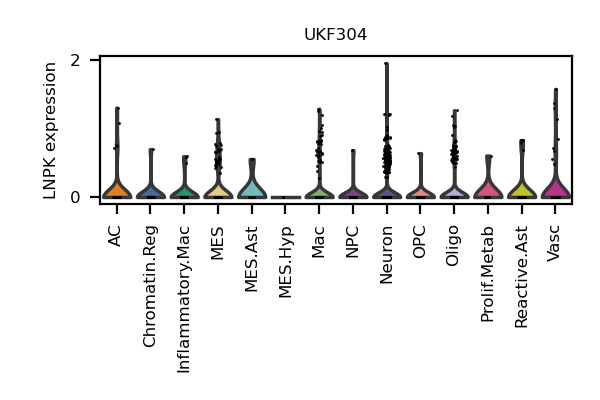 UKF304
LNPK expression
2
0
AC
Chromatin.Reg
Inflammatory.Mac
MES
MES.Ast
MES.Hyp
Mac
NPC
Neuron
OPC
Oligo
Prolif.Metab
Reactive.Ast
Vasc